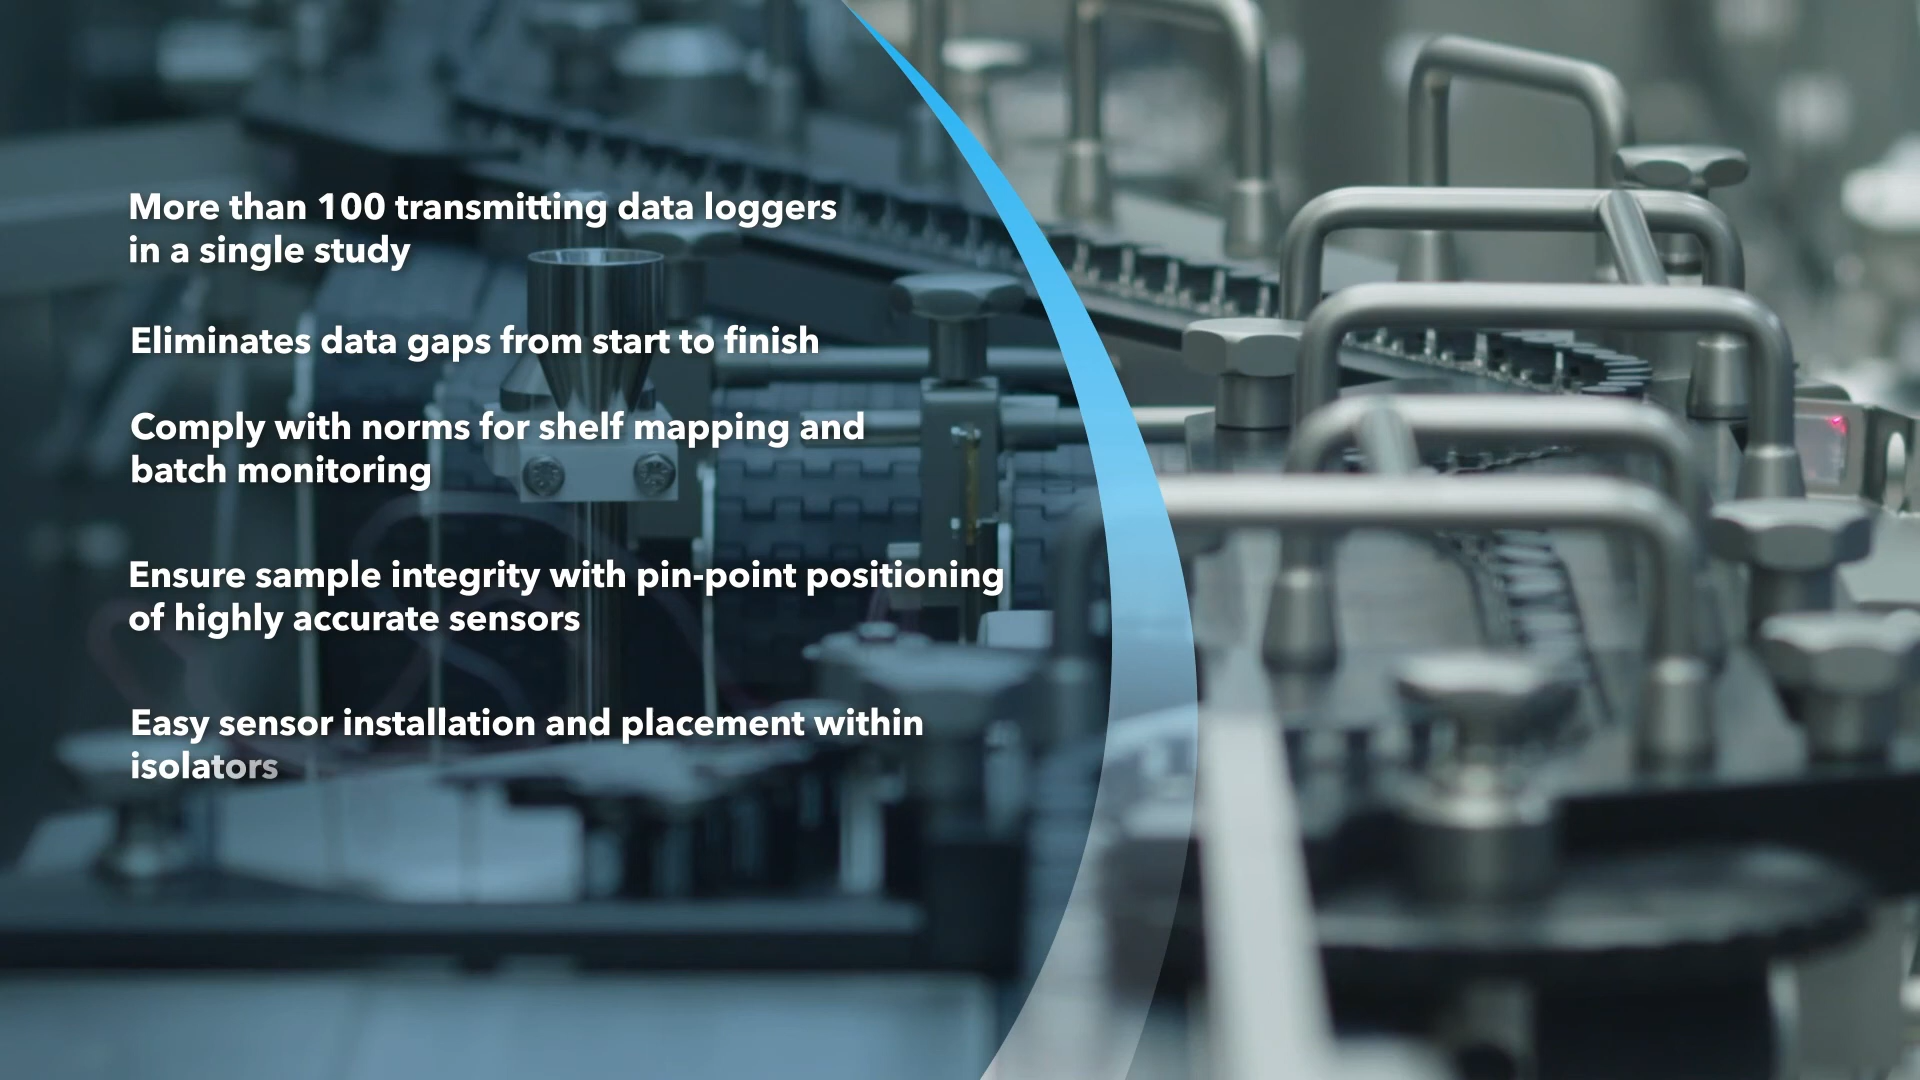 More than 100 transmitting data loggers
in a single study
Eliminates data gaps from start to finish
Comply with norms for shelf mapping and
batch monitoring
Ensure sample integrity with pin-point positioning
of highly accurate sensors
Easy sensor installation and placement within
isolators